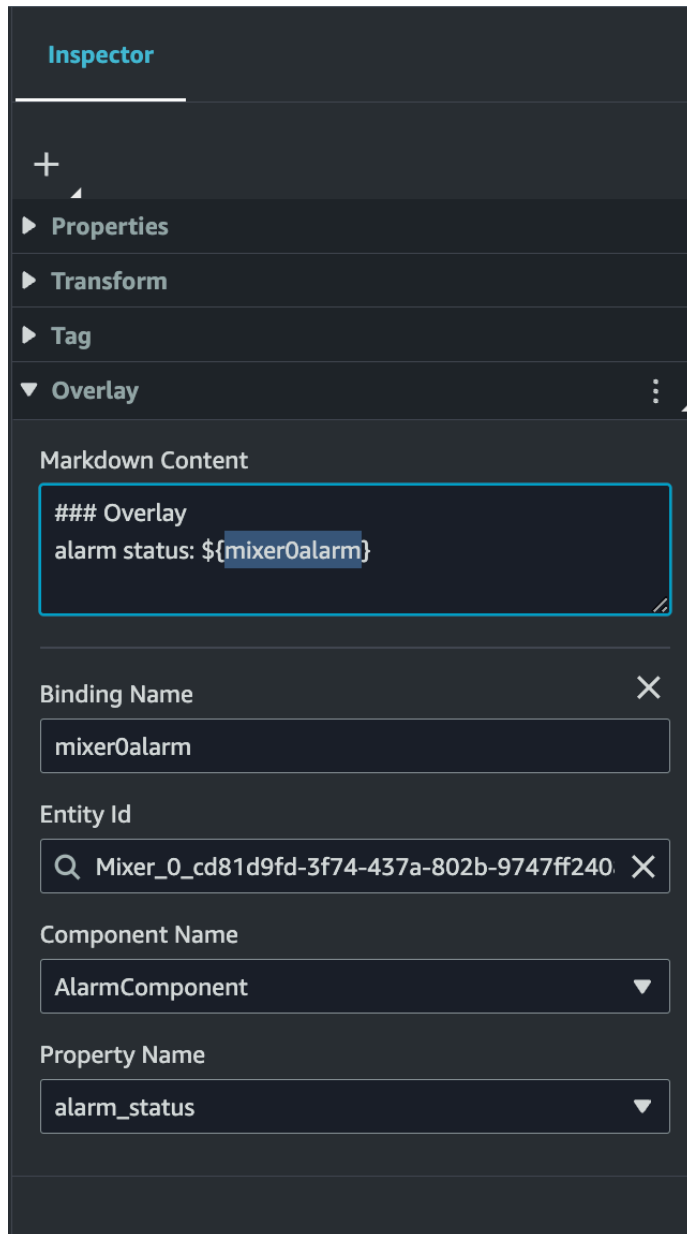 Inspector
Properties
Transform
Tag
Overlay
Markdown Content
### Overlay
alarm status: ${mixer0alarm}
Binding Name
mixer0alarm
Entity Id
Mixer_0_cd81d9fd-3f74-437a-802b-9747ff240
Component Name
AlarmComponent
Property Name
alarm_status